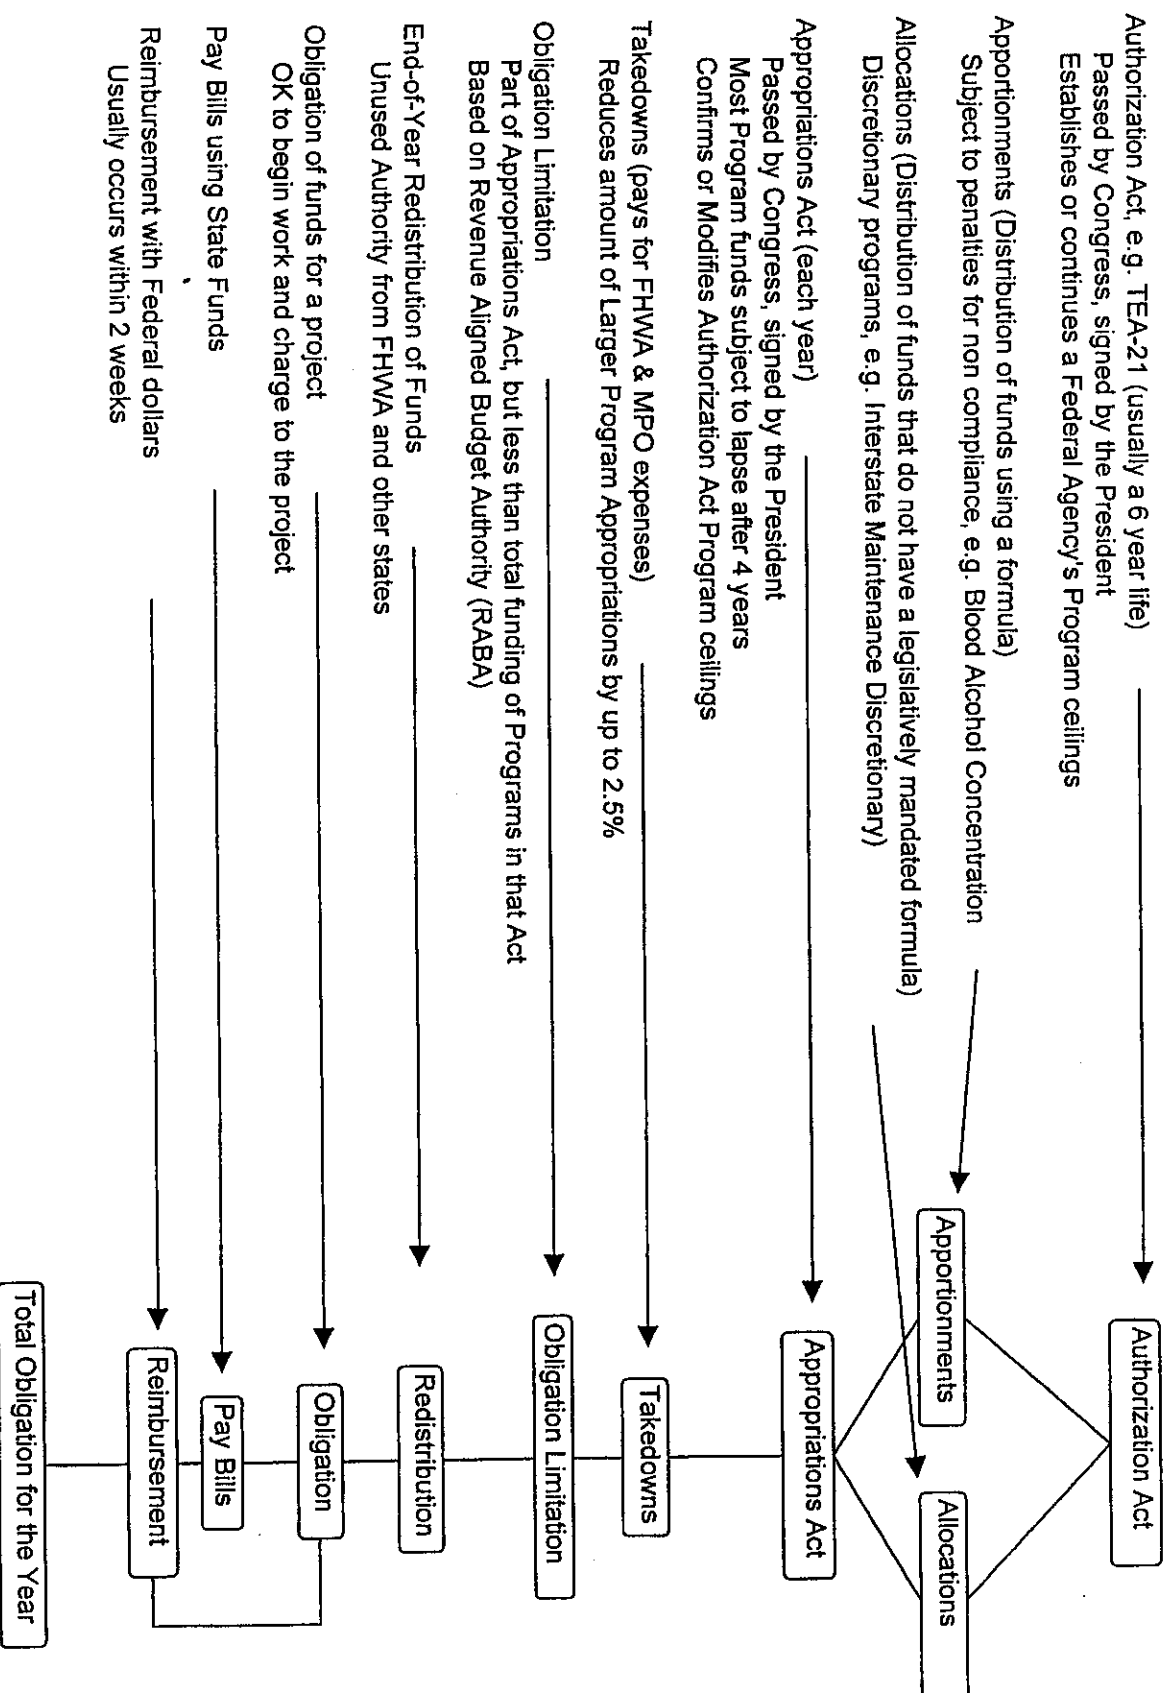 Authorization Act, e.g. TEA-21 (usually a 6 year life)
Passed by Congress, signed by the President
Establishes or continues a Federal Agency's Program ceilings
Apportionments (Distribution of funds using a formula)
Subject to penalties for non compliance, e.g. Blood Alcohol Concentration
Allocations (Distribution of funds that do not have a legislatively mandated formula)
Discretionary programs, e.g. Interstate Maintenance Discretionary)
Appropriations Act (each year)
Passed by Congress, signed by the President
Most Program funds subject to lapse after 4 years
Confirms or Modifies Authorization Act Program ceilings
Takedowns (pays for FHWA & MPO expenses)
Reduces amount of Larger Program Appropriations by up to 2.5%
Obligation Limitation
Part of Appropriations Act, but less than total funding of Programs in that Act
Based on Revenue Aligned Budget Authority (RABA)
End-of-Year Redistribution of Funds
Unused Authority from FHWA and other states
Obligation of funds for a project
OK to begin work and charge to the project
Pay Bills using State Funds
Reimbursement with Federal dollars
Usually occurs within 2 weeks
Authorization Act
Apportionments
Allocations
Appropriations Act
Takedowns
Obligation Limitation
Redistribution
Obligation
Pay Bills
Reimbursement
Total Obligation for the Year